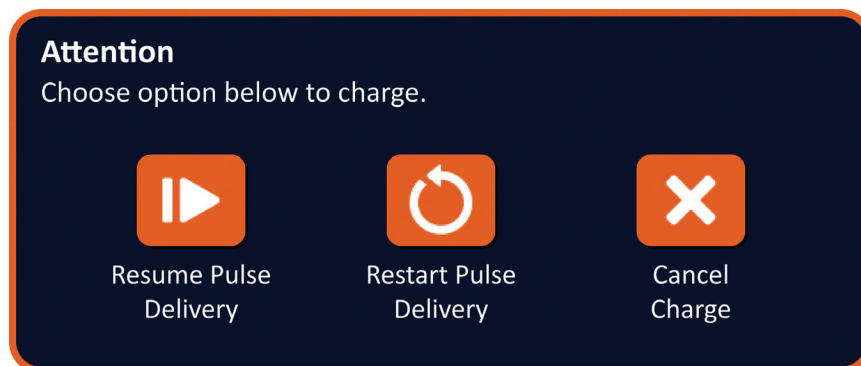 Attention
Choose option below to charge.
Resume Pulse
Delivery
Restart Pulse
Delivery
Cancel
Charge